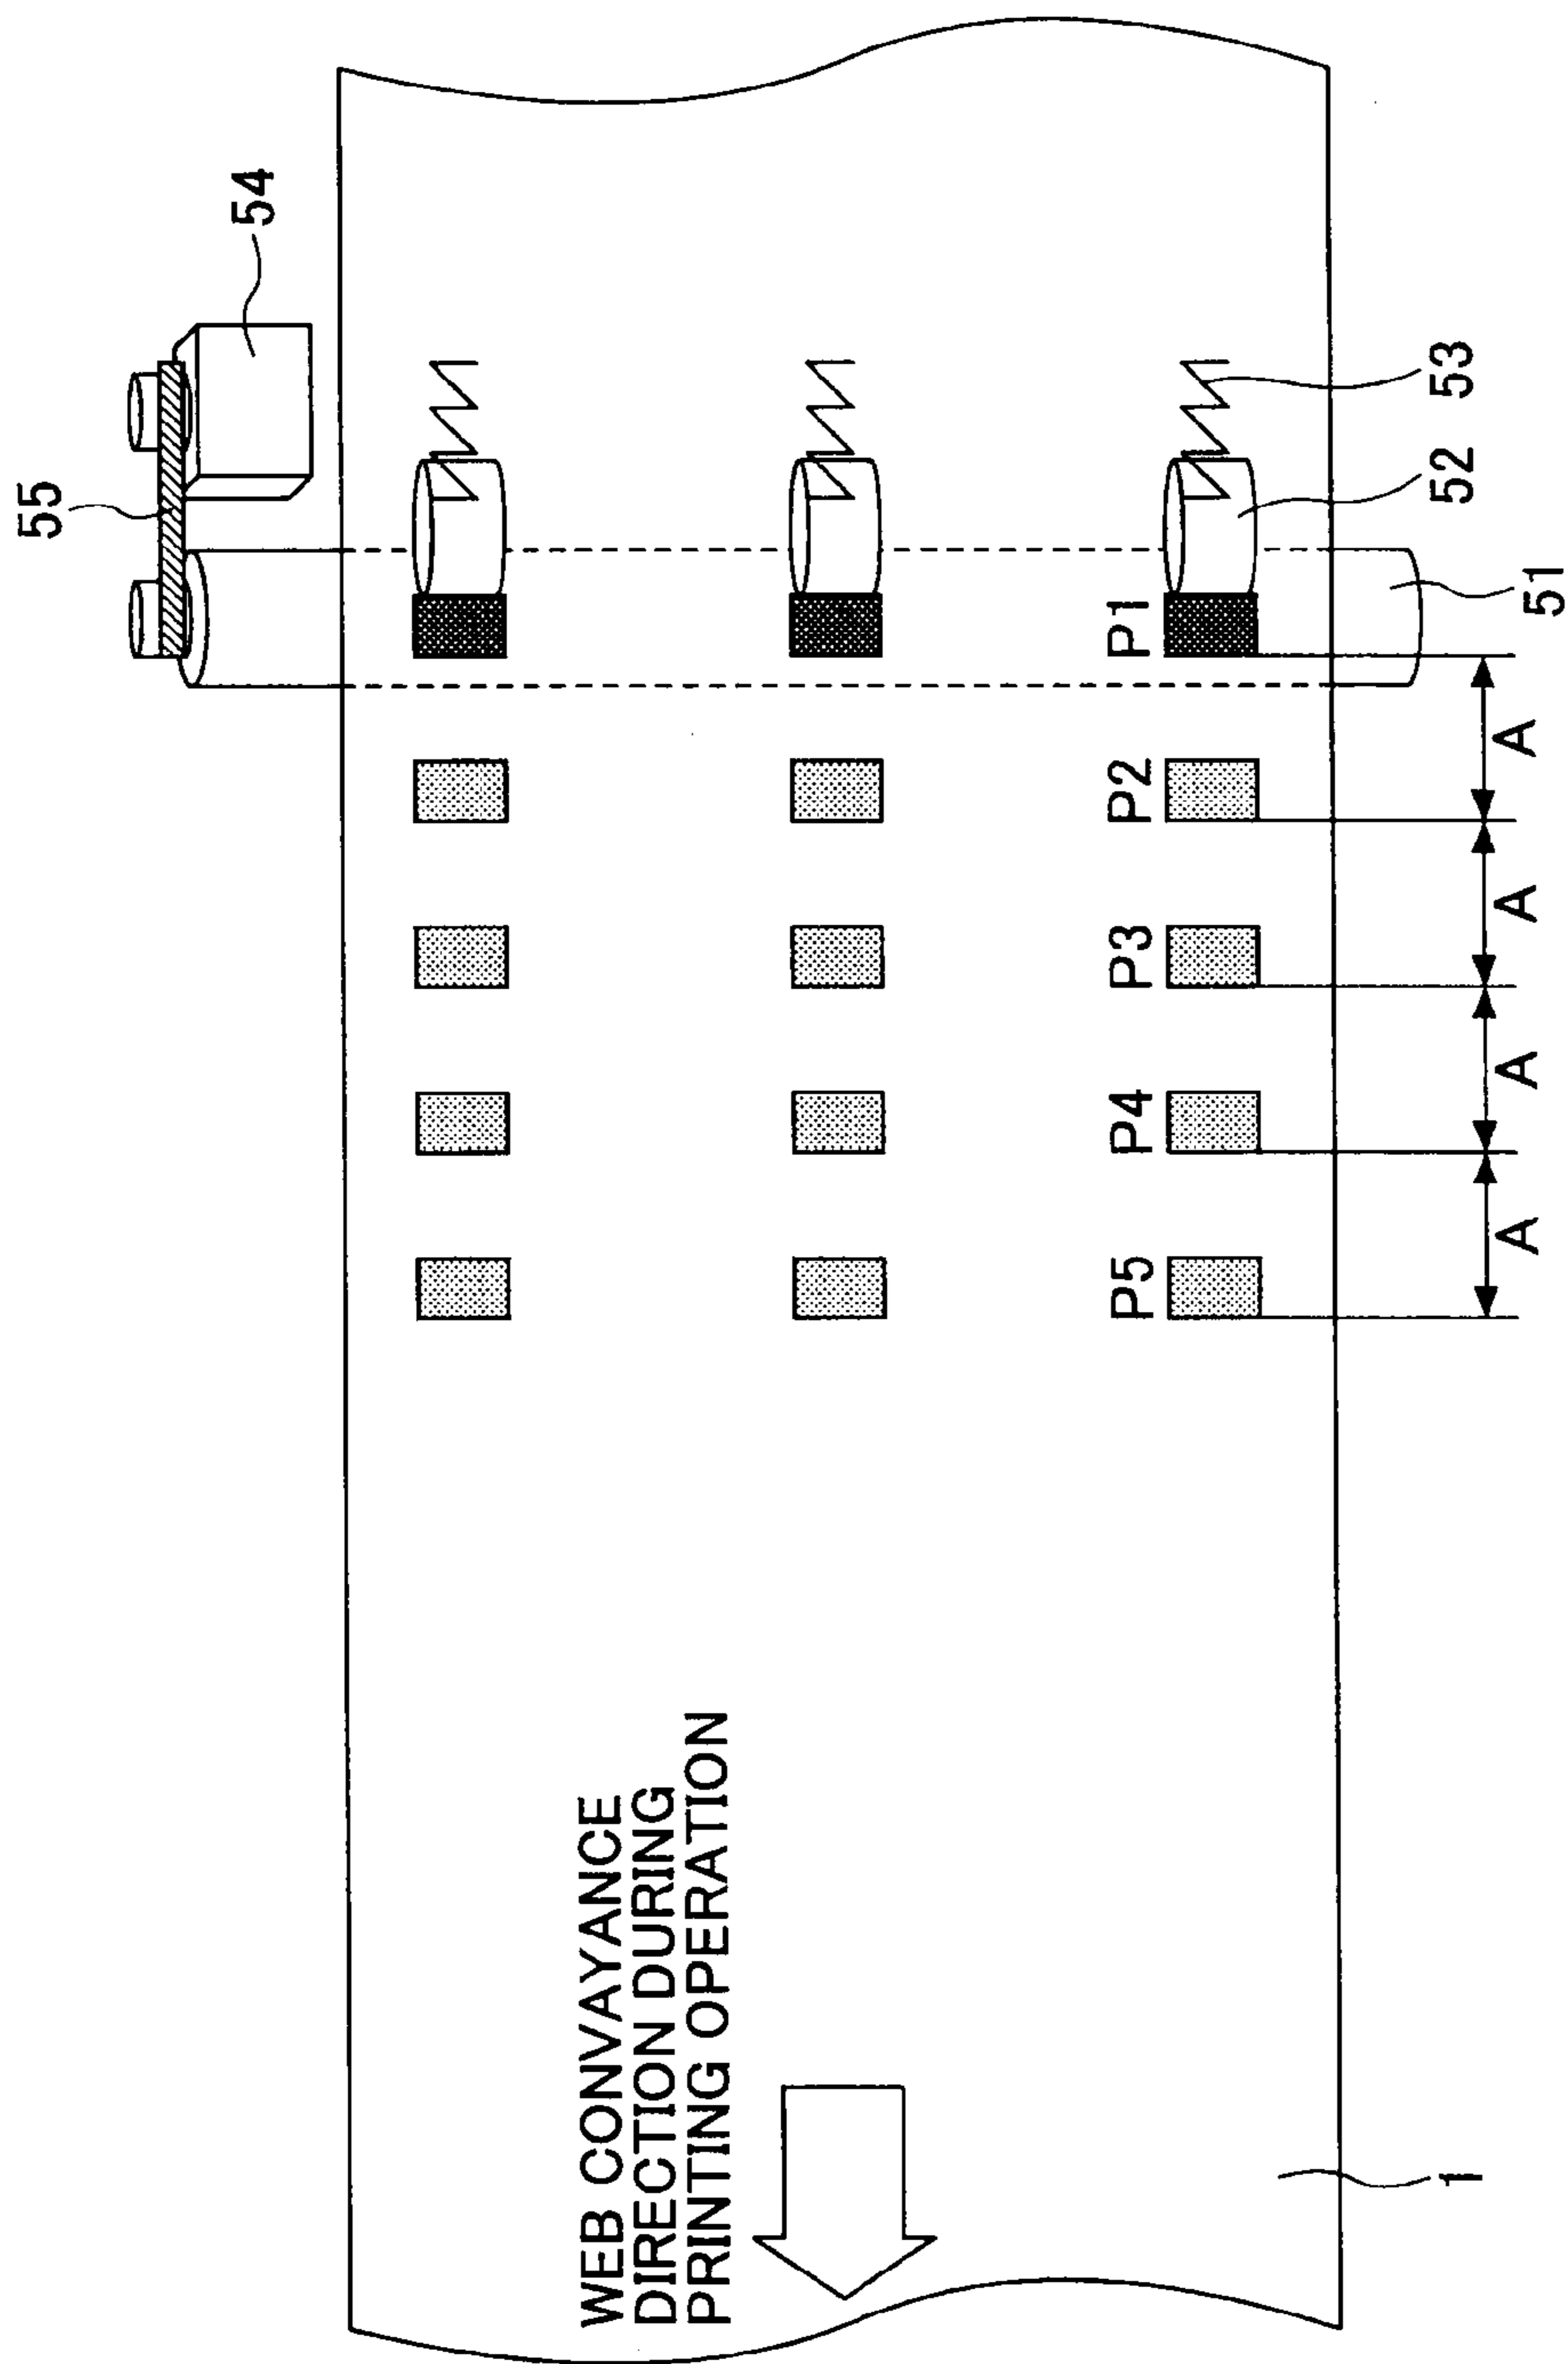 55
54
WEB CONVAYANCE
DIRECTION DURING
PRINTING OPERATION
P5
P4
P3
P2
P1
1
52
53
A
A
A
A
51